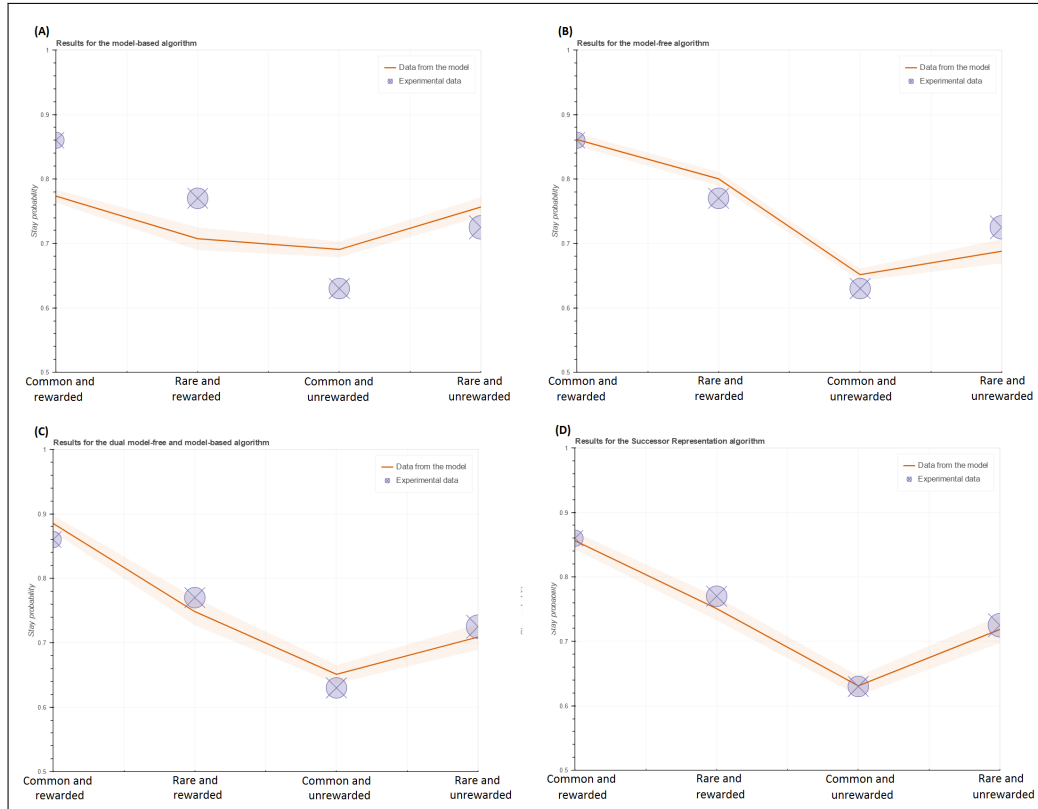 (A)
Results for the model-based algorithm
Data from the model
Experimental data
Stay probability
1
0.9
0.8
0.7
0.6
0.5
Common and
rewarded
Rare and
rewarded
Common and
unrewarded
Rare and
unrewarded
(B)
Results for the model-free algorithm
Data from the model
Experimental data
Stay probability
1
0.9
0.8
0.7
0.6
0.5
Common and
rewarded
Rare and
rewarded
Common and
unrewarded
Rare and
unrewarded
(C)
Results for the dual model-free and model-based algorithm
Data from the model
Experimental data
Stay probability
1
0.9
0.8
0.7
0.6
0.5
Common and
rewarded
Rare and
rewarded
Common and
unrewarded
Rare and
unrewarded
(D)
Results for the Successor Representation algorithm
Data from the model
Experimental data
Stay probability
1
0.9
0.8
0.7
0.6
0.5
Common and
rewarded
Rare and
rewarded
Common and
unrewarded
Rare and
unrewarded